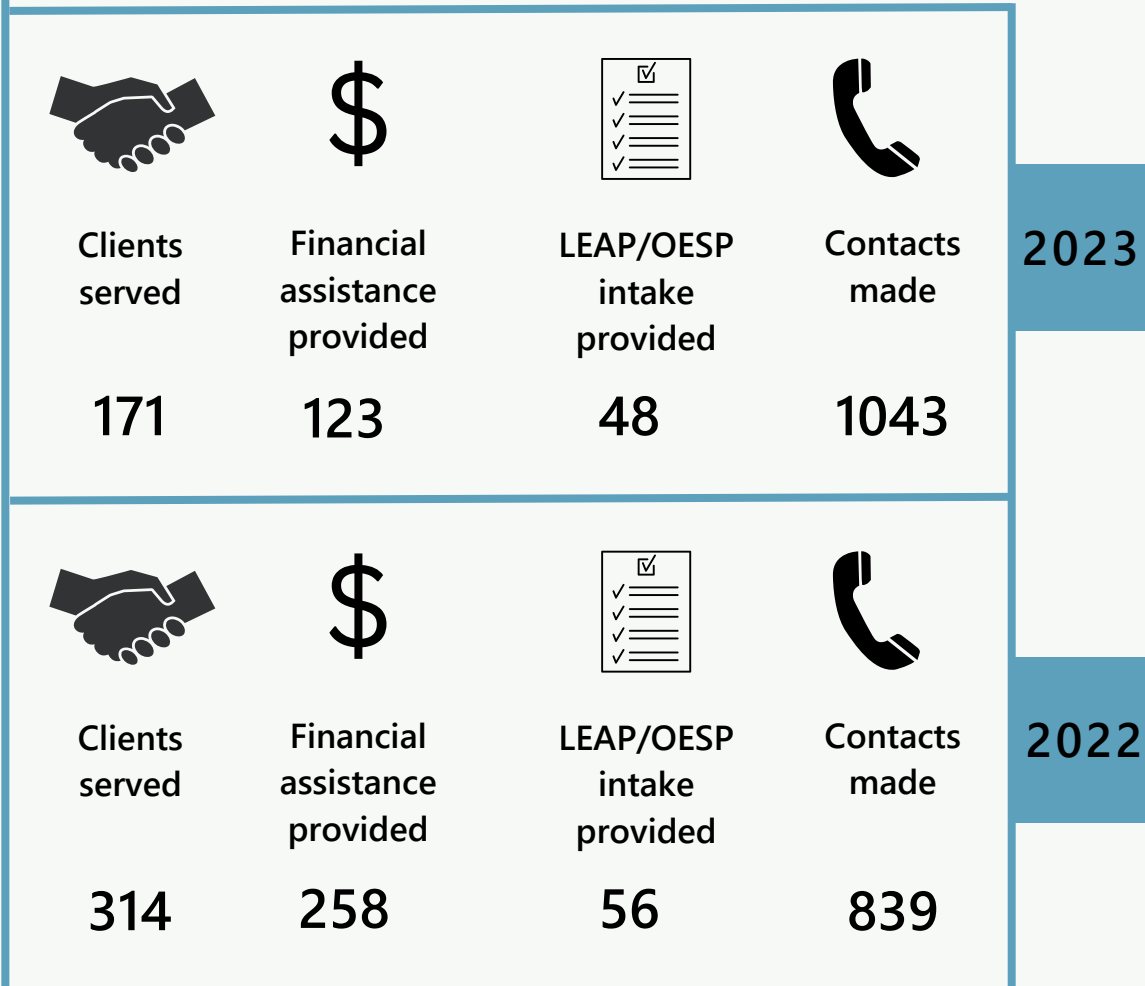 Clients
served
Financial
assistance
provided
LEAP/OESP
intake
provided
Contacts
made
2023
171
123
48
1043
Clients
served
Financial
assistance
provided
LEAP/OESP
intake
provided
Contacts
made
2022
314
258
56
839